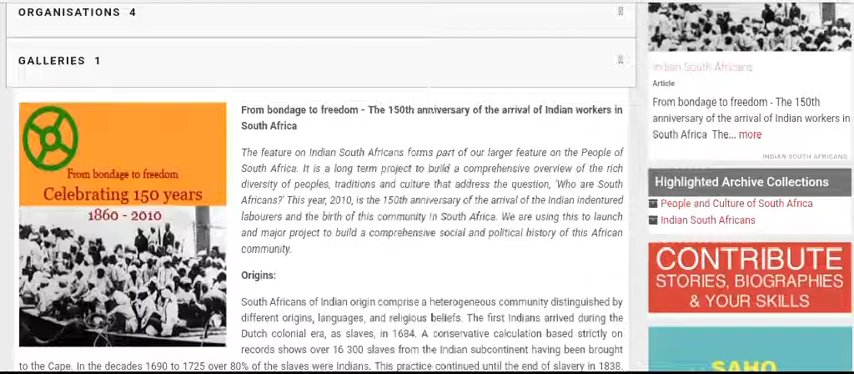 ORGANISATIONS 4
GALLERIES 1
From bondage to freedom
Celebrating 150 years
1860 - 2010
From bondage to freedom - The 150th anniversary of the arrival of Indian workers in
South Africa
The feature on Indian South Africans forms part of our larger feature on the People of
South Africa. It is a long term project to build a comprehensive overview of the rich
diversity of peoples, traditions and culture that address the question, 'Who are South
Africans?' This year, 2010, is the 150th anniversary of the arrival of the Indian indentured
labourers and the birth of this community in South Africa. We are using this to launch
and major project to build a comprehensive social and political history of this African
community.
Origins:
South Africans of Indian origin comprise a heterogeneous community distinguished by
different origins, languages, and religious beliefs. The first Indians arrived during the
Dutch colonial era, as slaves, in 1684. A conservative calculation based strictly on
records shows over 16 300 slaves from the Indian subcontinent having been brought
to the Cape. In the decades 1690 to 1725 over 80% of the slaves were Indians. This practice continued until the end of slavery in 1838.
Indian South Africans
Article
From bondage to freedom - The 150th
anniversary of the arrival of Indian workers in
South Africa The... more
INDIAN SOUTH AFRICANS
Highlighted Archive Collections
People and Culture of South Africa
Indian South Africans
CONTRIBUTE
STORIES, BIOGRAPHIES
& YOUR SKILLS
SAHO